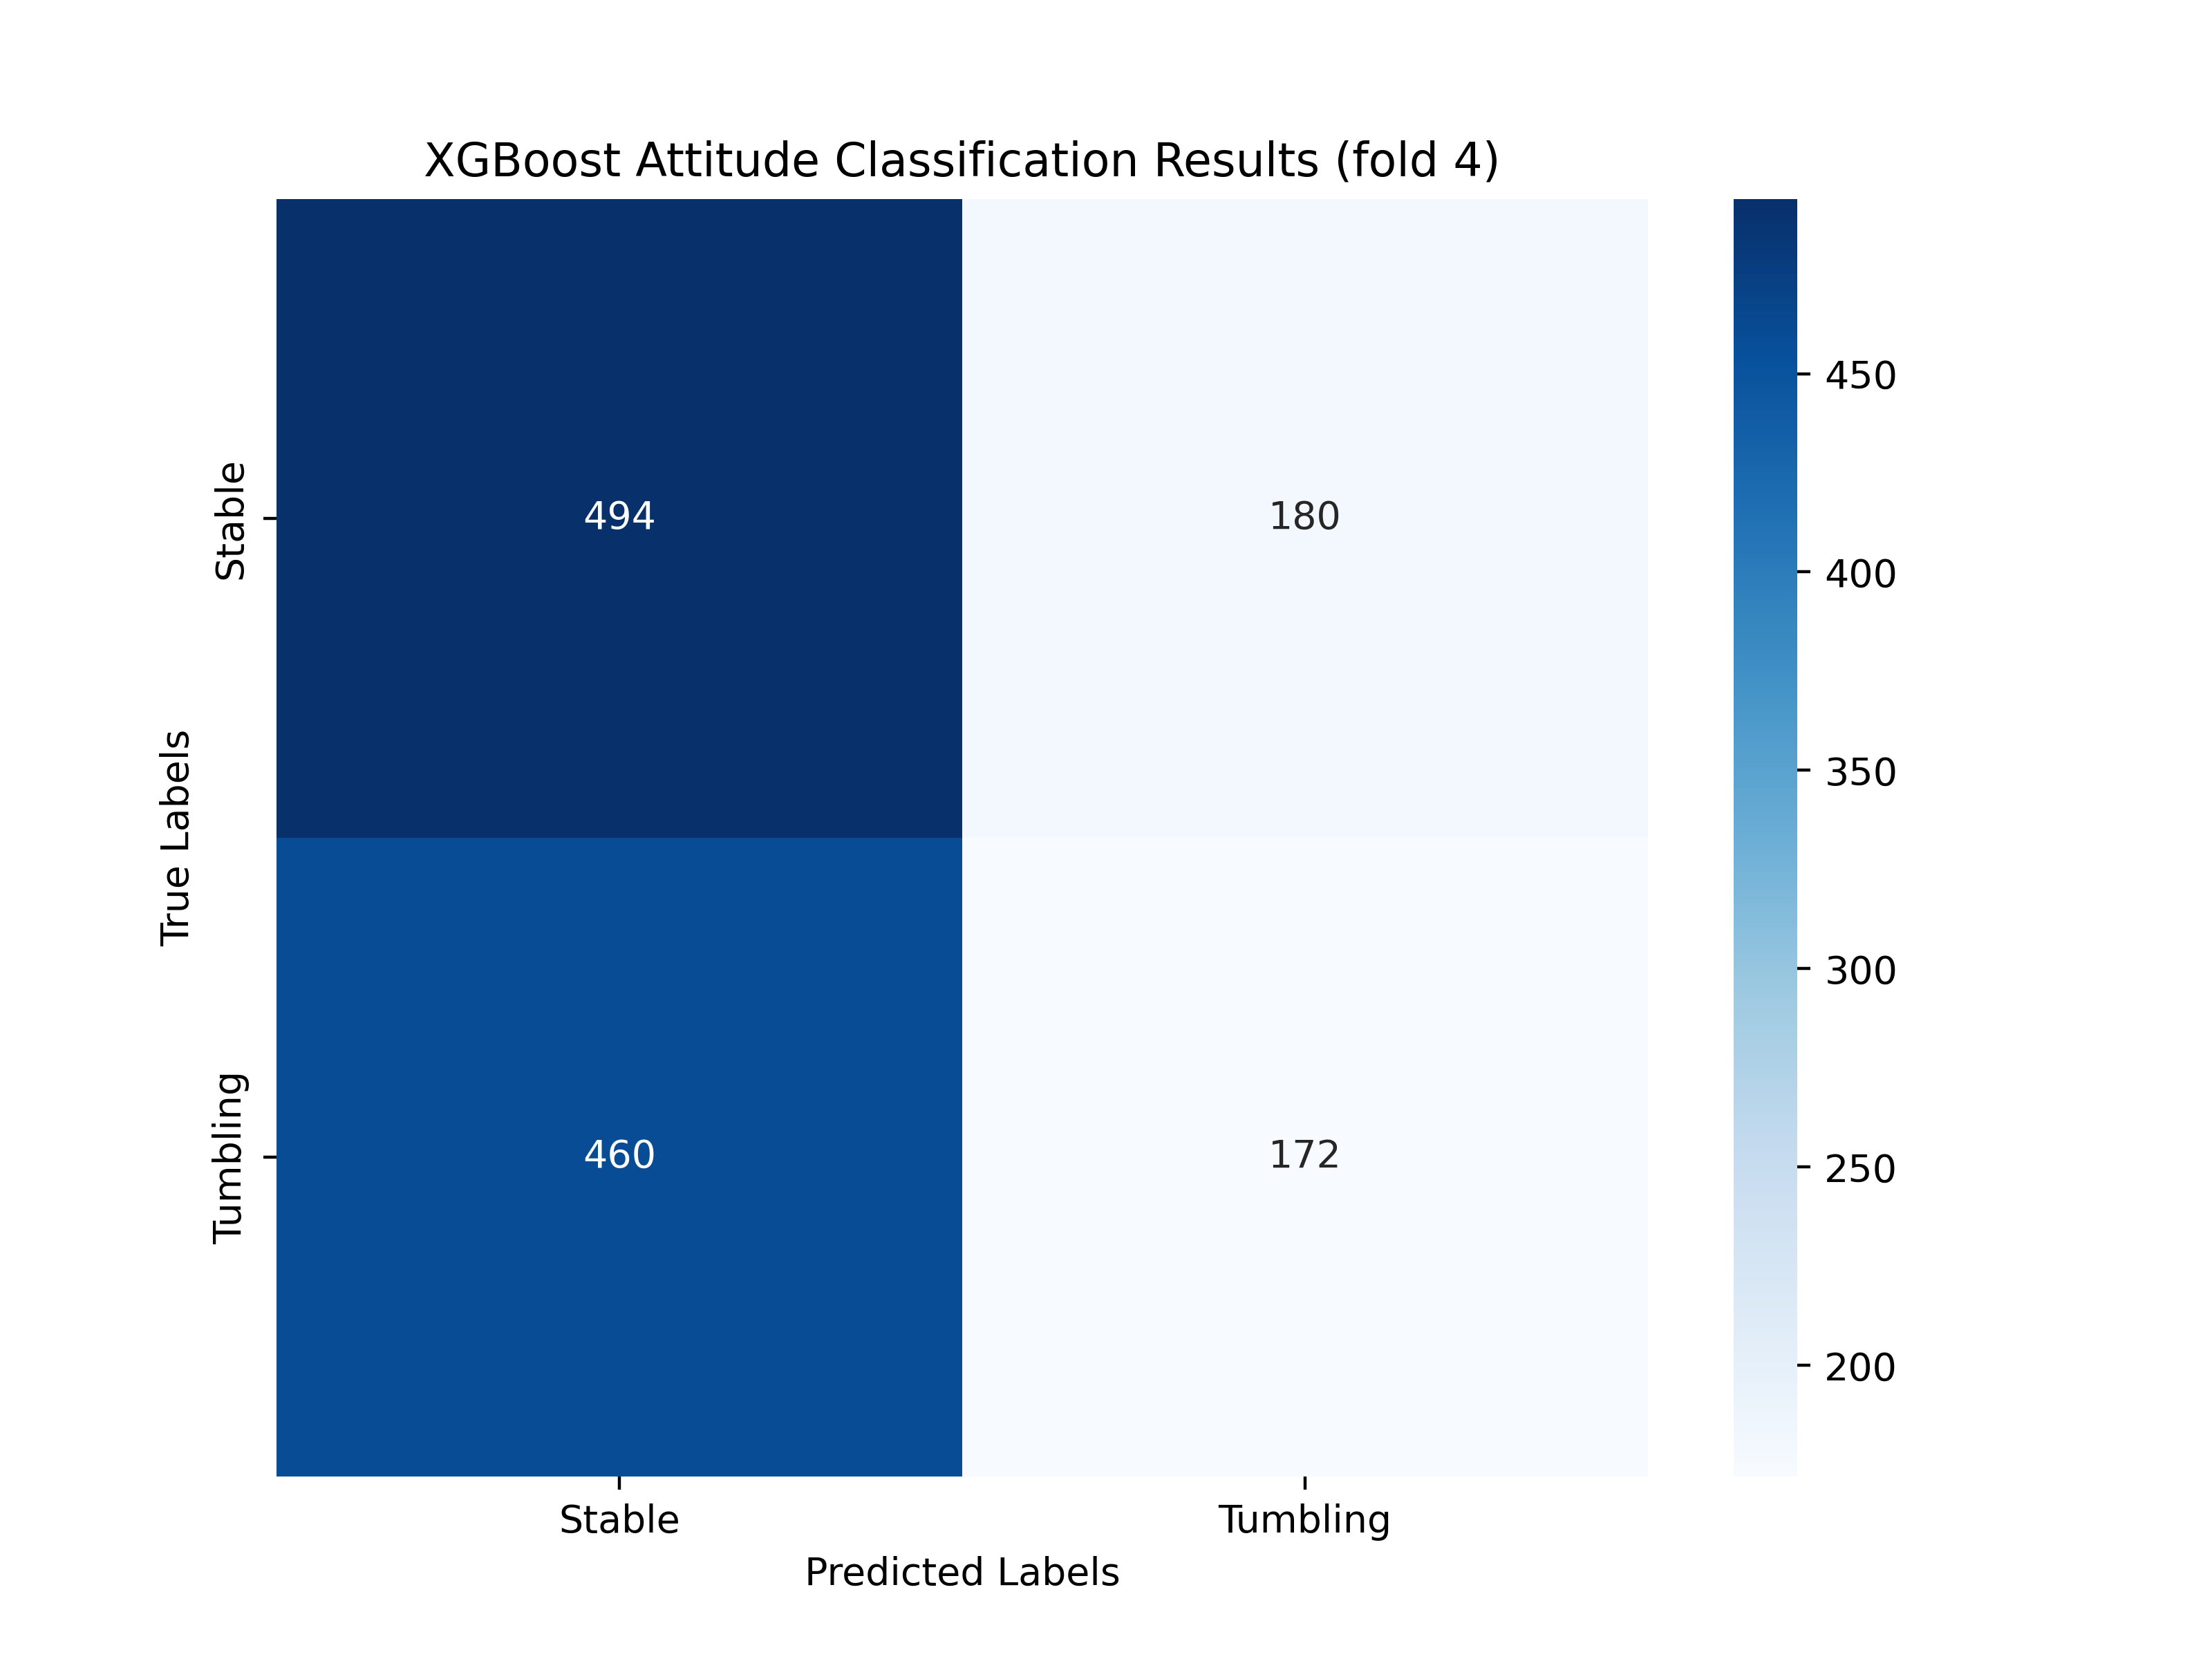 XGBoost Attitude Classification Results (fold 4)
True Labels
Stable
494
180
Tumbling
460
172
Stable
Tumbling
Predicted Labels
450
400
350
300
250
200